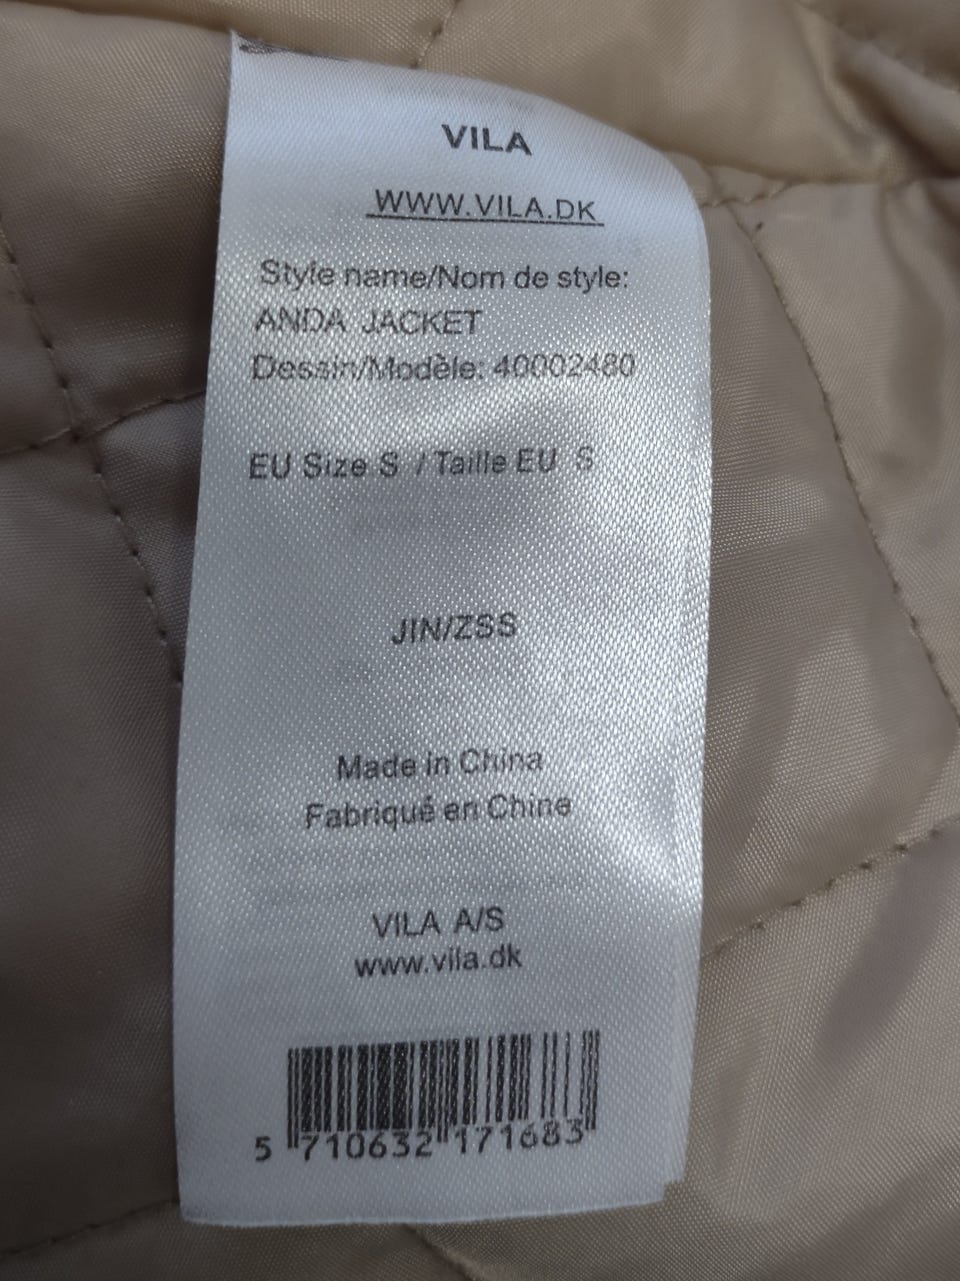 VILA
WWW.VILA.DK
Style name/Nom de style:
ANDA JACKET
Dessin/Modèle: 40002480
EU Size S / Taille EU S
JIN/ZSS
Made in China
Fabriqué en Chine
VILA A/S
www.vila.dk
5 710632 171683